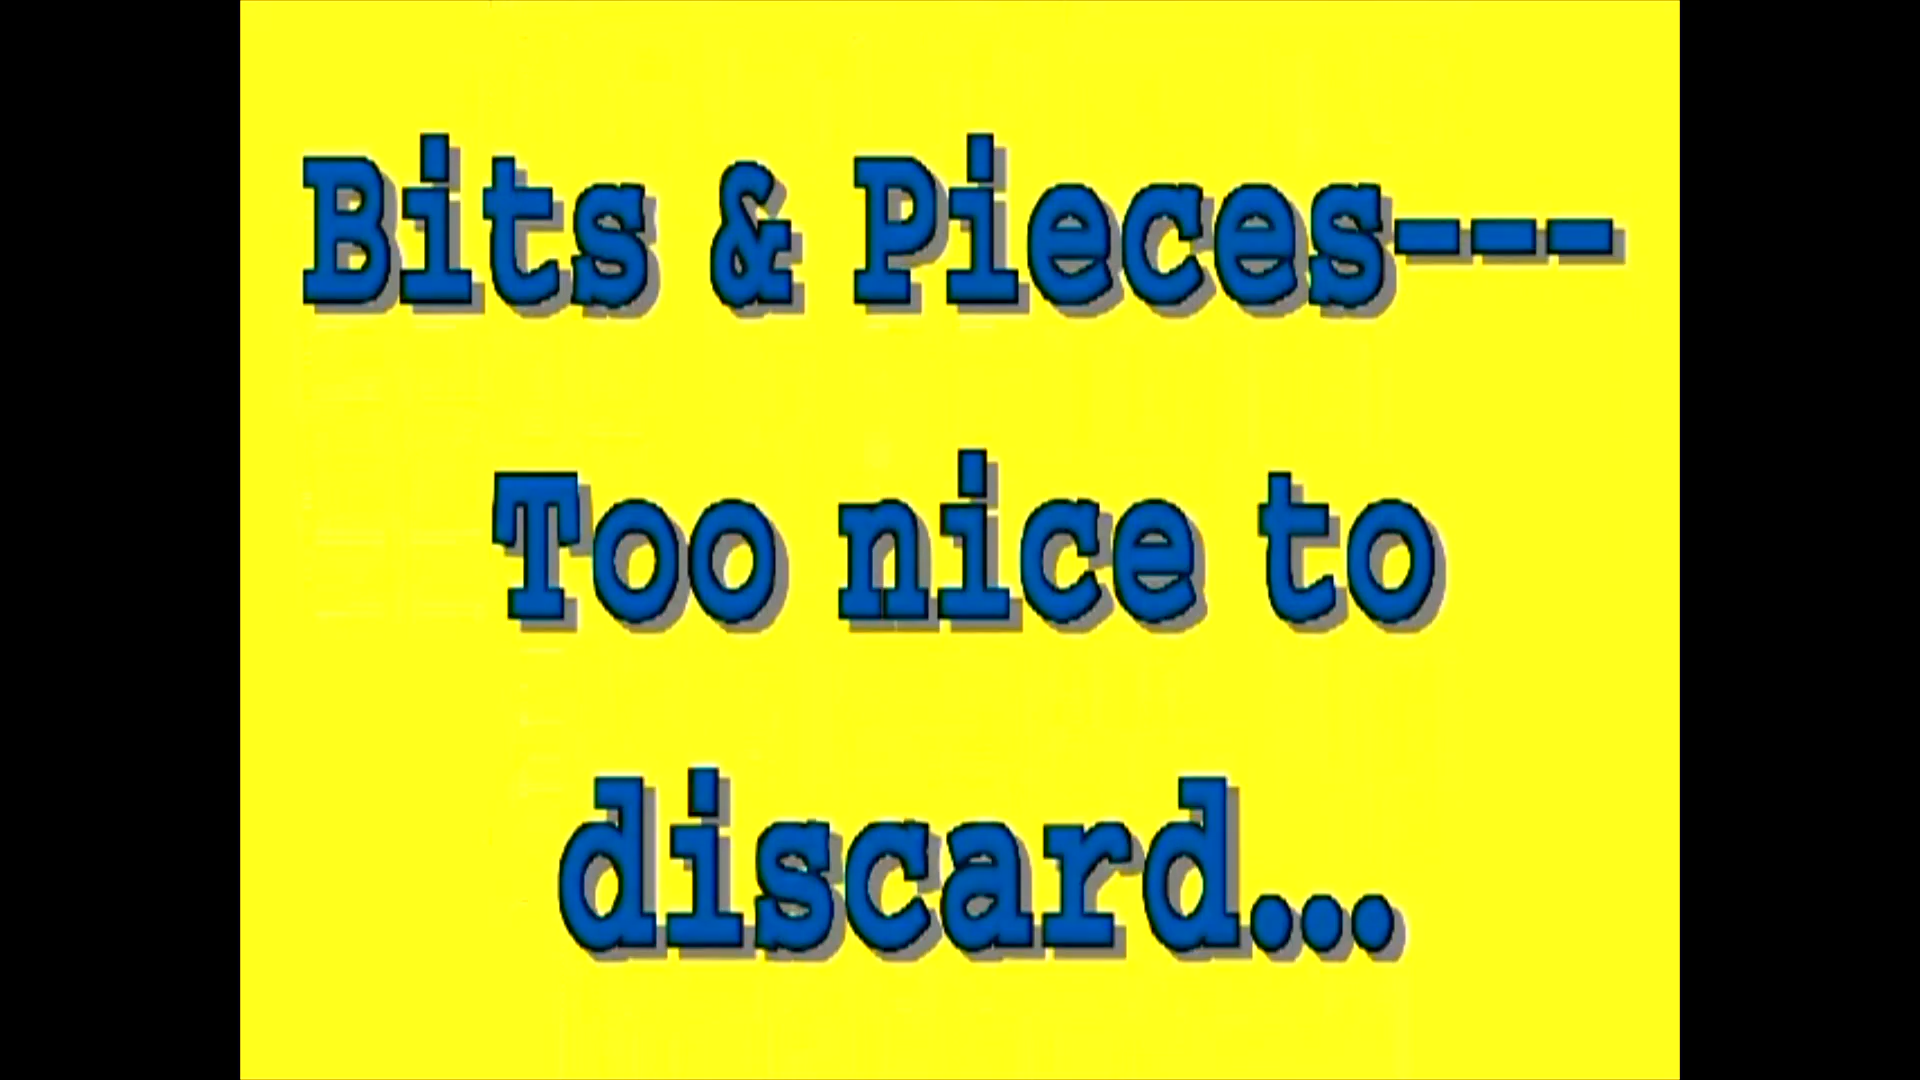 Bits & Pieces---
Too nice to
discard...